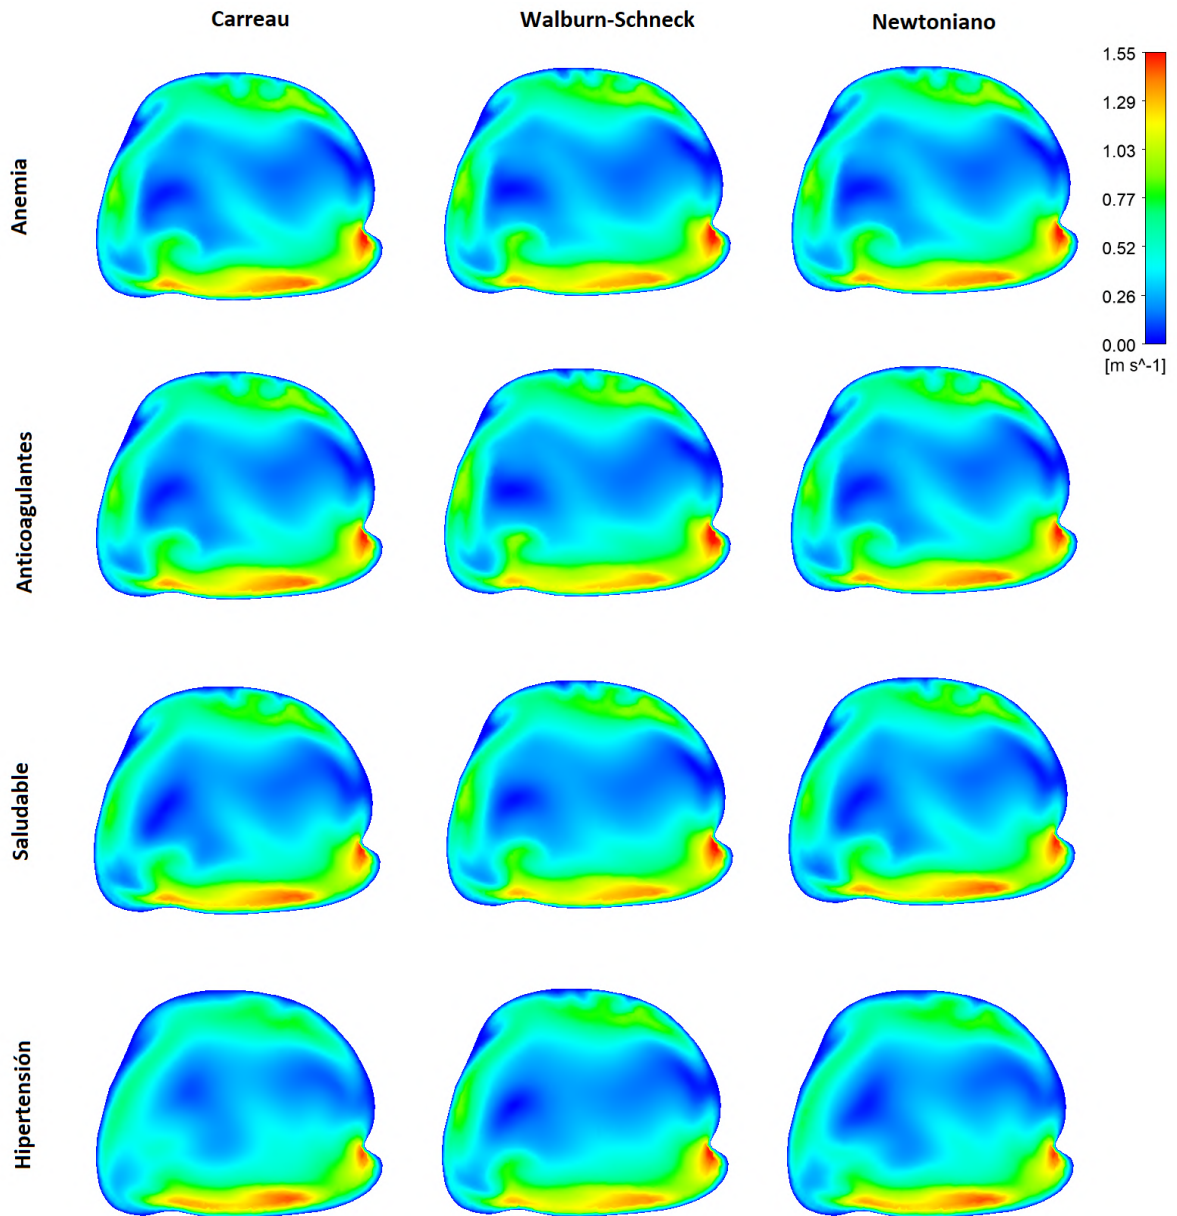 Carreau
Walburn-Schneck
Newtoniano
1.55
1.29
1.03
0.77
0.52
0.26
0.00
[m s^-1]
Anemia
Anticoagulantes
Saludable
Hipertensión